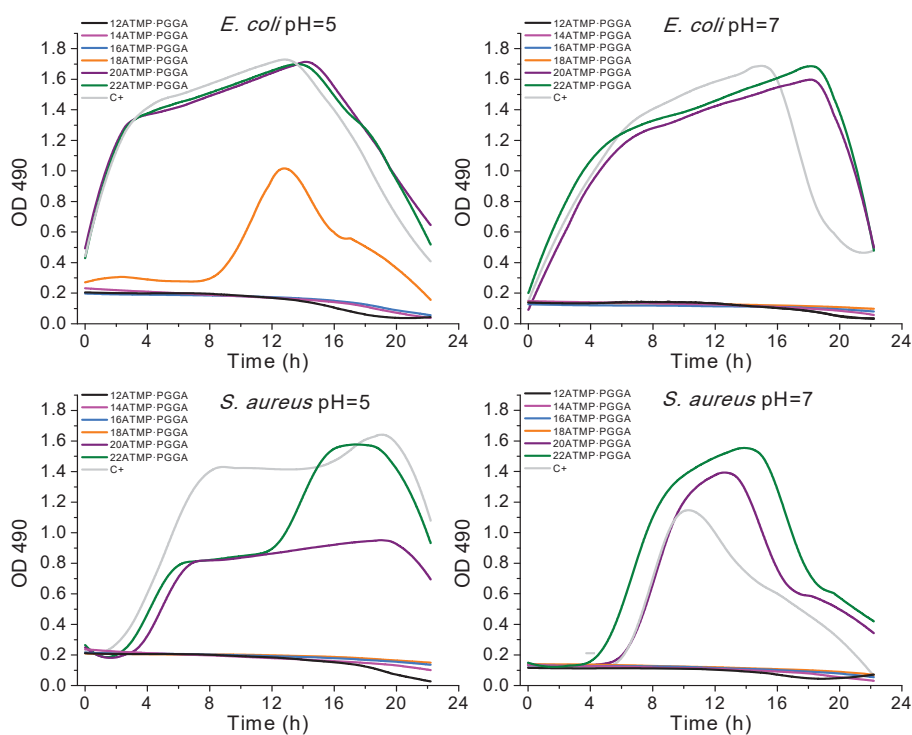 E. coli pH=5
12ATMP·PGGA
14ATMP·PGGA
16ATMP·PGGA
18ATMP·PGGA
20ATMP·PGGA
22ATMP·PGGA
C+
OD 490
1.8
1.6
1.4
1.2
1.0
0.8
0.6
0.4
0.2
0.0
0 4 8 12 16 20 24
Time (h)
E. coli pH=7
12ATMP·PGGA
14ATMP·PGGA
16ATMP·PGGA
18ATMP·PGGA
20ATMP·PGGA
22ATMP·PGGA
C+
OD 490
1.8
1.6
1.4
1.2
1.0
0.8
0.6
0.4
0.2
0.0
0 4 8 12 16 20 24
Time (h)
S. aureus pH=5
12ATMP·PGGA
14ATMP·PGGA
16ATMP·PGGA
18ATMP·PGGA
20ATMP·PGGA
22ATMP·PGGA
C+
OD 490
1.8
1.6
1.4
1.2
1.0
0.8
0.6
0.4
0.2
0.0
0 4 8 12 16 20 24
Time (h)
S. aureus pH=7
12ATMP·PGGA
14ATMP·PGGA
16ATMP·PGGA
18ATMP·PGGA
20ATMP·PGGA
22ATMP·PGGA
C+
OD 490
1.8
1.6
1.4
1.2
1.0
0.8
0.6
0.4
0.2
0.0
0 4 8 12 16 20 24
Time (h)